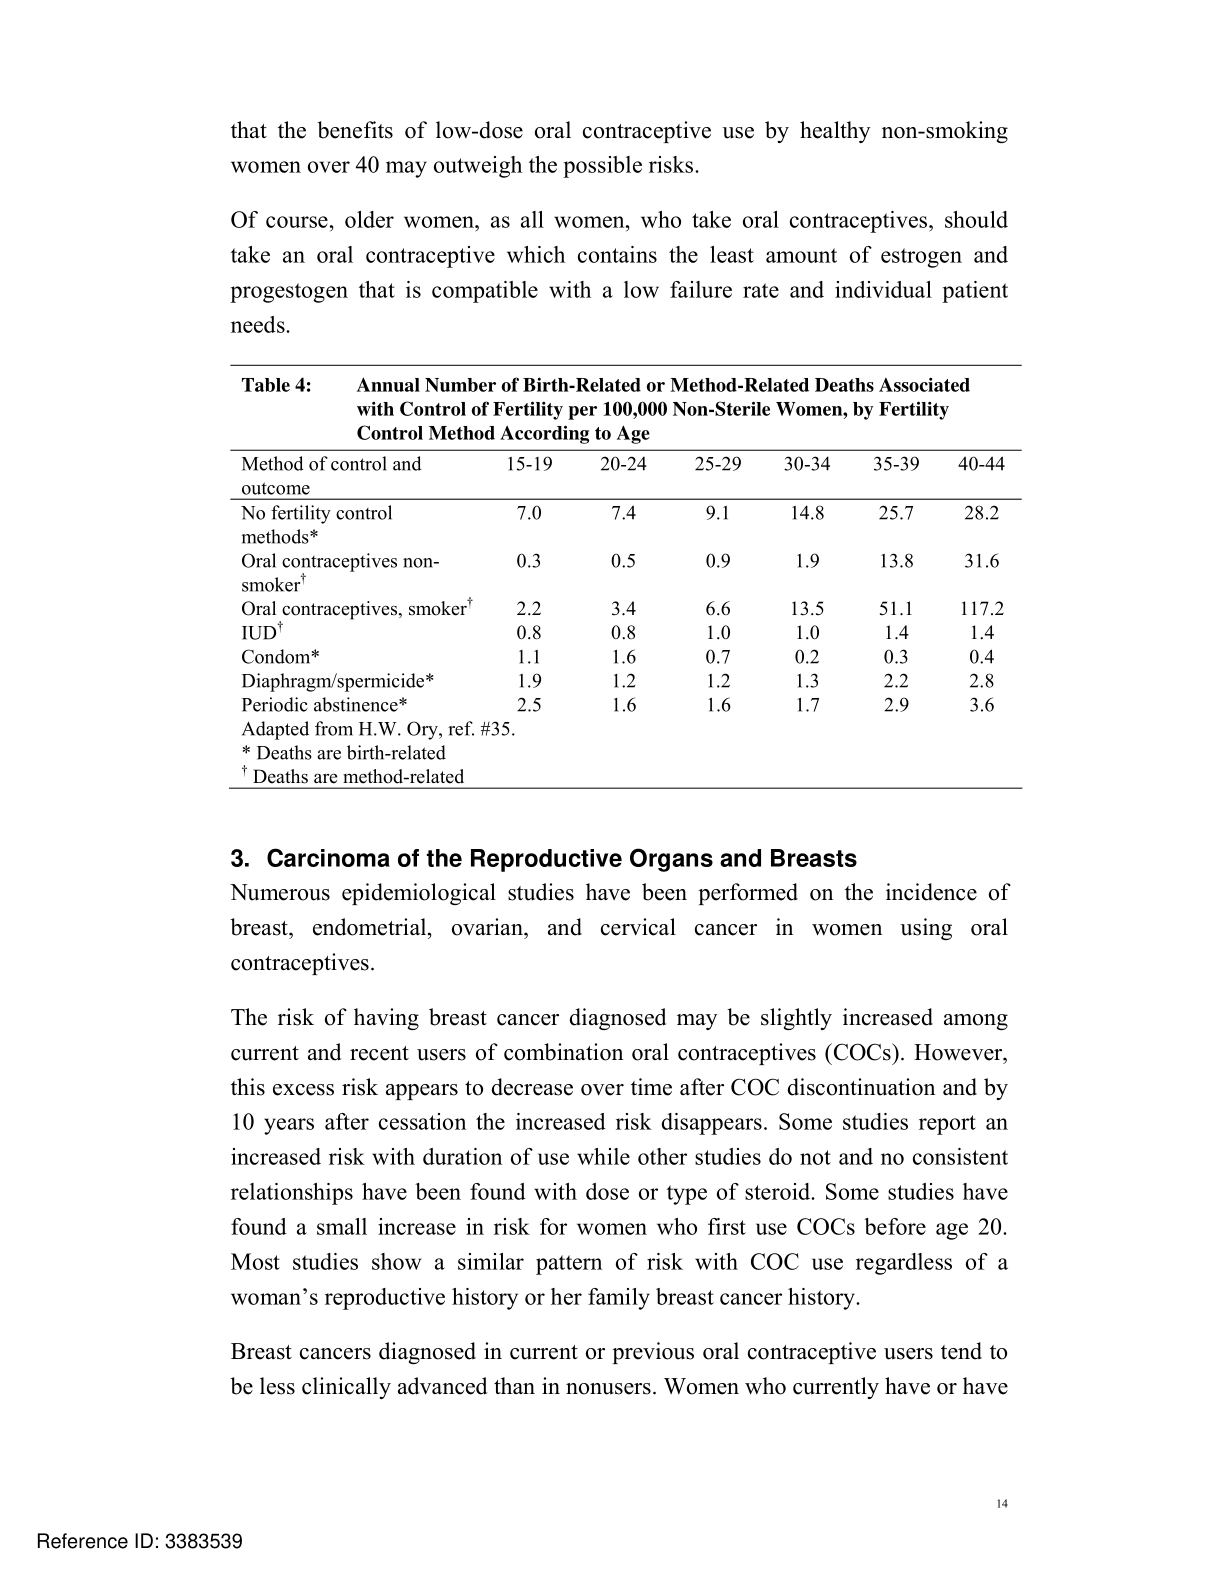 that the benefits of low-dose oral contraceptive use by healthy non-smoking
women over 40 may outweigh the possible risks.
Of course, older women, as all women, who take oral contraceptives, should
take an oral contraceptive which contains the least amount of estrogen and
progestogen that is compatible with a low failure rate and individual patient
needs.
Table 4: Annual Number of Birth-Related or Method-Related Deaths Associated
with Control of Fertility per 100,000 Non-Sterile Women, by Fertility
Control Method According to Age
Method of control and 15-19 20-24 25-29 30-34 35-39 40-44
outcome
No fertility control 7.0 7.4 9.1 14.8 25.7 28.2
methods*
Oral contraceptives non- 0.3 0.5 0.9 1.9 13.8 31.6
smoker†
Oral contraceptives, smoker† 2.2 3.4 6.6 13.5 51.1 117.2
IUD† 0.8 0.8 1.0 1.0 1.4 1.4
Condom* 1.1 1.6 0.7 0.2 0.3 0.4
Diaphragm/spermicide* 1.9 1.2 1.2 1.3 2.2 2.8
Periodic abstinence* 2.5 1.6 1.6 1.7 2.9 3.6
Adapted from H.W. Ory, ref. #35.
* Deaths are birth-related
† Deaths are method-related
3. Carcinoma of the Reproductive Organs and Breasts
Numerous epidemiological studies have been performed on the incidence of
breast, endometrial, ovarian, and cervical cancer in women using oral
contraceptives.
The risk of having breast cancer diagnosed may be slightly increased among
current and recent users of combination oral contraceptives (COCs). However,
this excess risk appears to decrease over time after COC discontinuation and by
10 years after cessation the increased risk disappears. Some studies report an
increased risk with duration of use while other studies do not and no consistent
relationships have been found with dose or type of steroid. Some studies have
found a small increase in risk for women who first use COCs before age 20.
Most studies show a similar pattern of risk with COC use regardless of a
woman’s reproductive history or her family breast cancer history.
Breast cancers diagnosed in current or previous oral contraceptive users tend to
be less clinically advanced than in nonusers. Women who currently have or have
14
Reference ID: 3383539